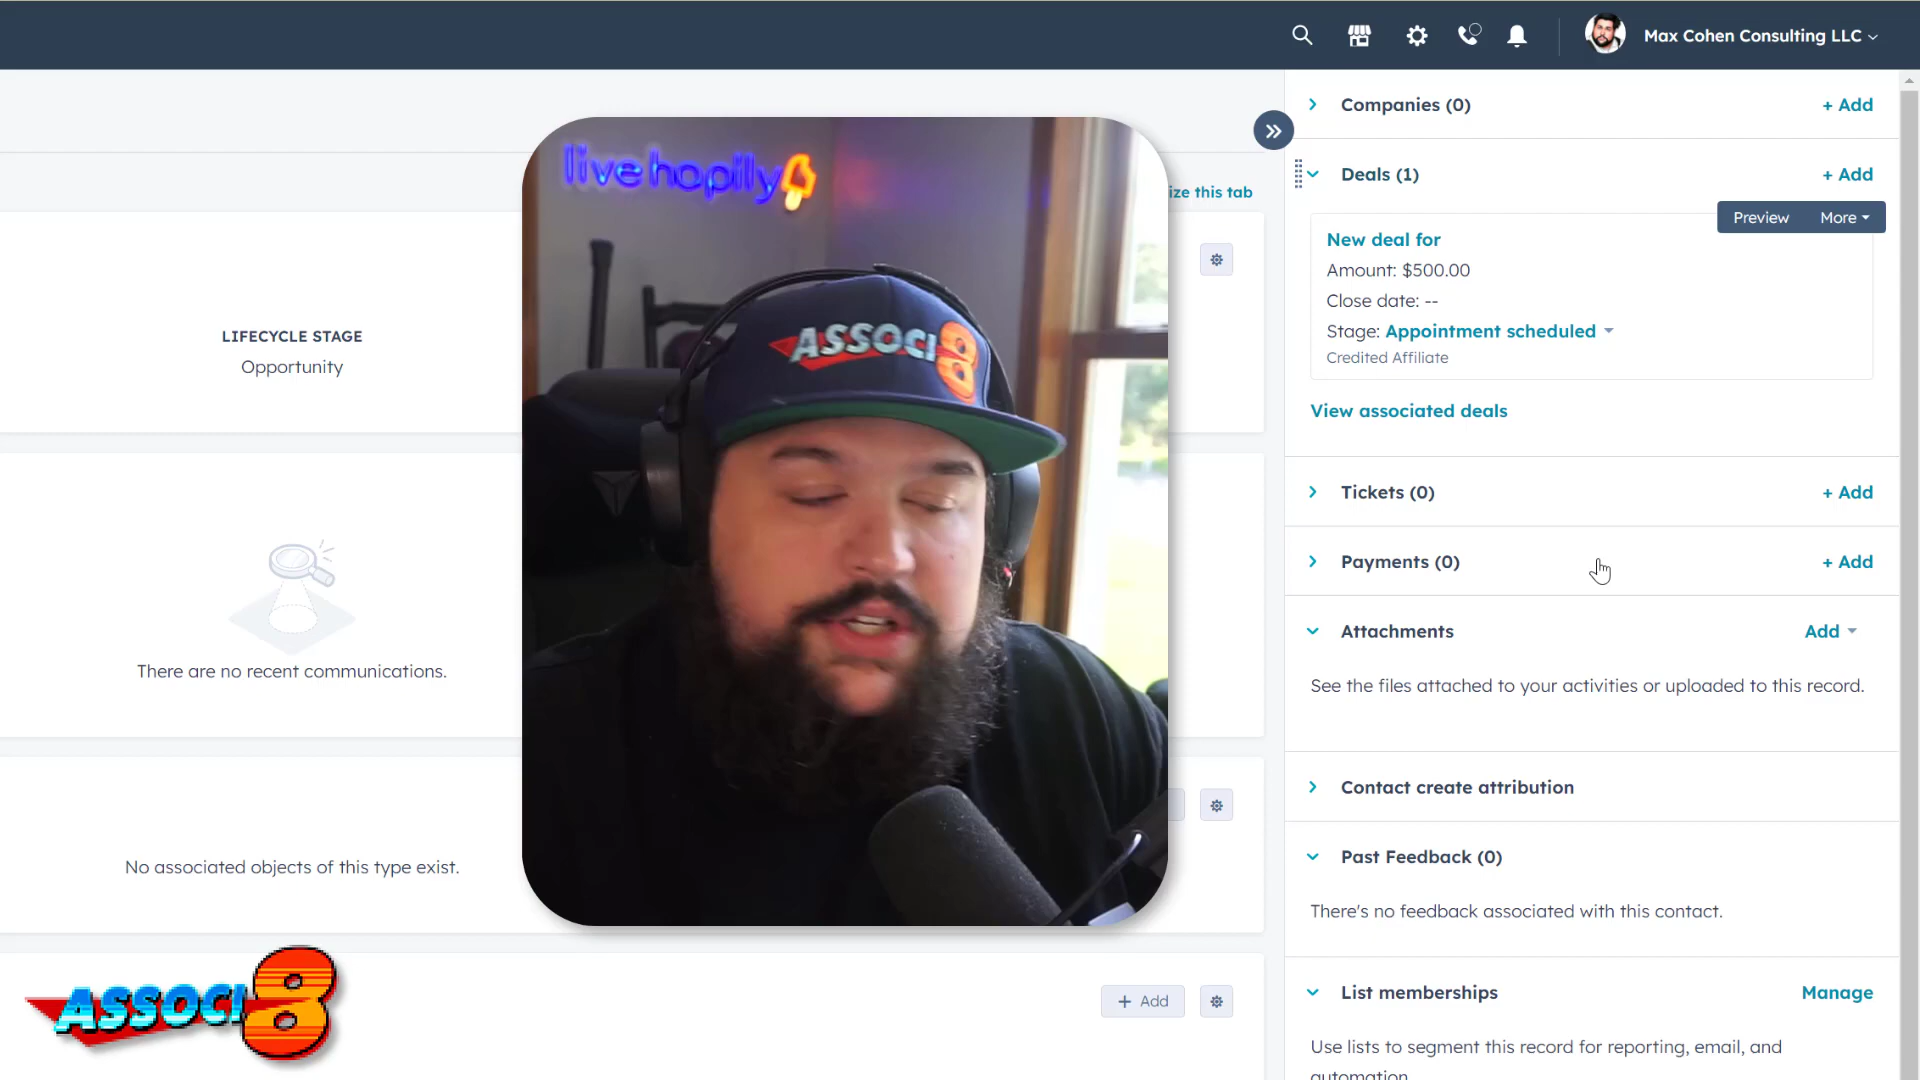 Max Cohen Consulting LLC
Companies (0)
+ Add
livehapilly
ize this tab
Deals (1)
+ Add
Preview
More
New deal for
Amount: $500.00
Close date: --
Stage: Appointment scheduled
Credited Affiliate
View associated deals
LIFECYCLE STAGE
Opportunity
ASSOCI8
Tickets (0)
+ Add
Payments (0)
+ Add
Attachments
Add
See the files attached to your activities or uploaded to this record.
There are no recent communications.
Contact create attribution
Past Feedback (0)
There's no feedback associated with this contact.
No associated objects of this type exist.
List memberships
Manage
Use lists to segment this record for reporting, email, and
automation
+ Add
ASSOCI8